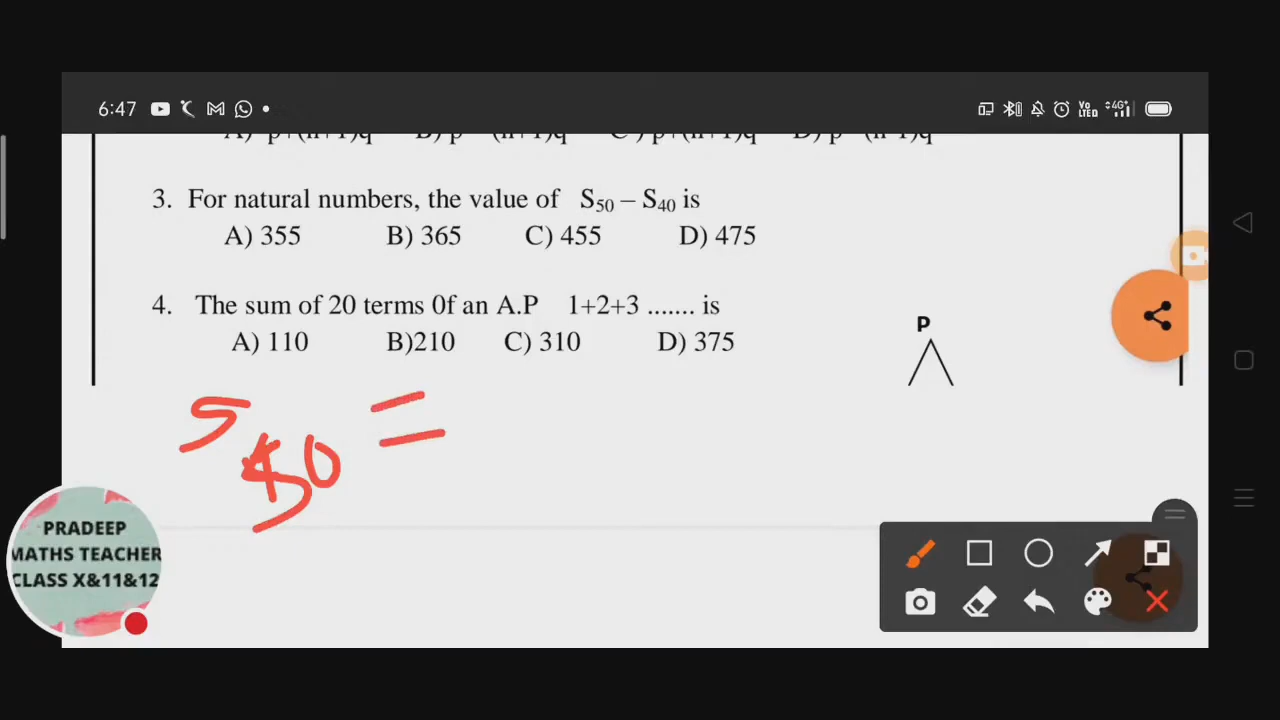 6:47
3. For natural numbers, the value of S₅₀ – S₄₀ is
A) 355 B) 365 C) 455 D) 475
4. The sum of 20 terms 0f an A.P 1+2+3 ....... is
A) 110 B)210 C) 310 D) 375
P
S₅₀ =
PRADEEP
MATHS TEACHER
CLASS X&11&12